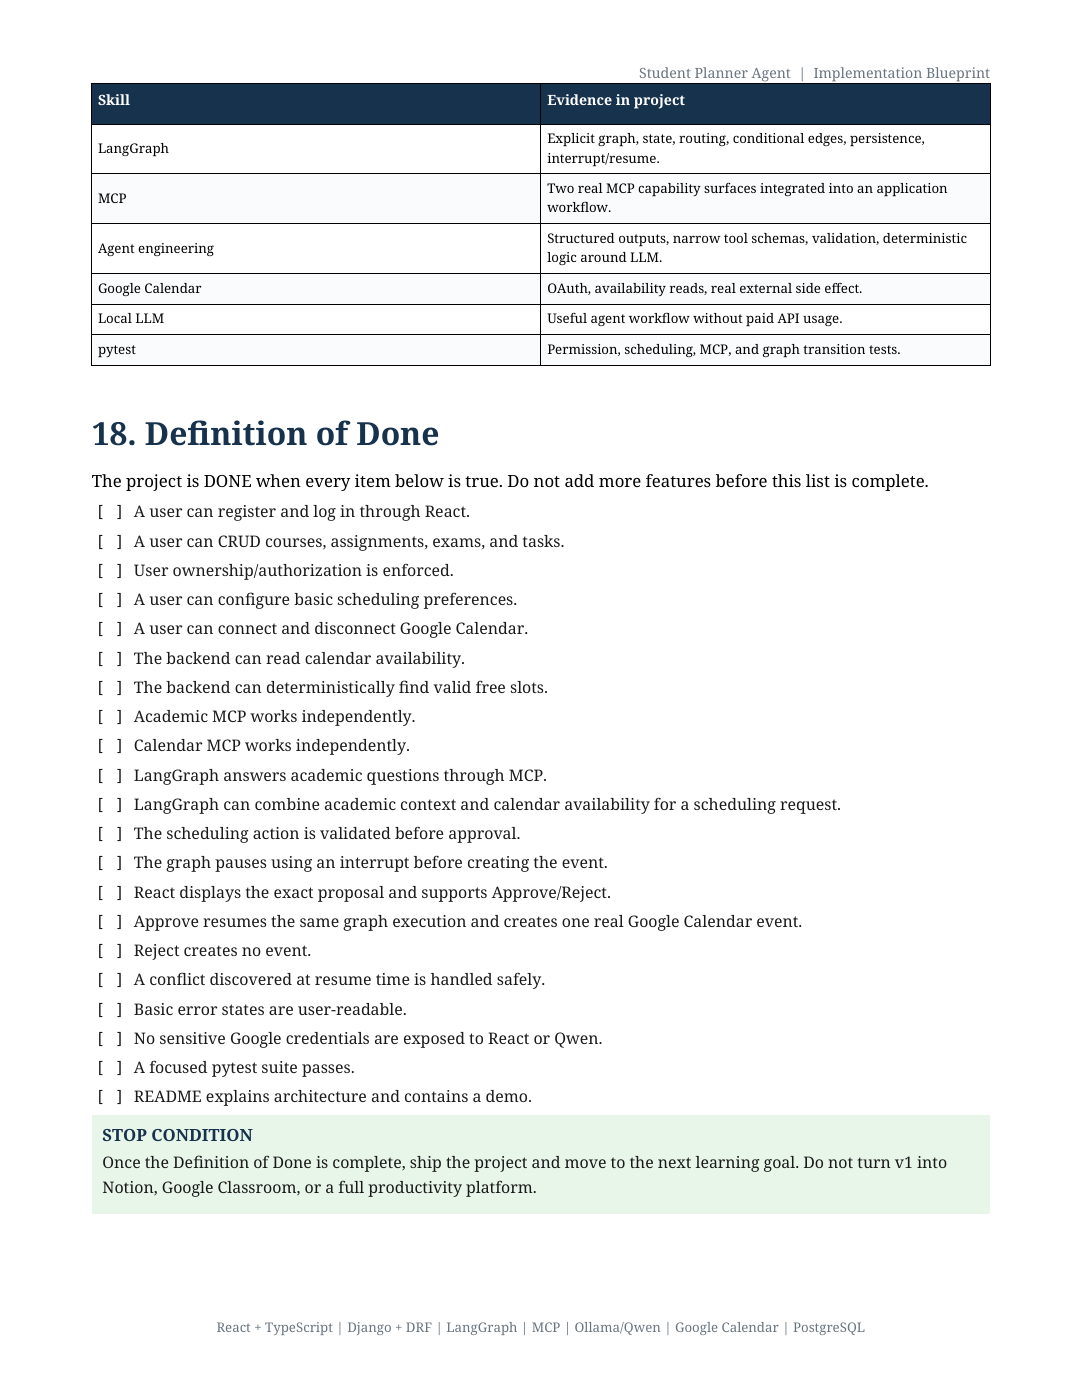 Student Planner Agent | Implementation Blueprint
Skill
Evidence in project
LangGraph
Explicit graph, state, routing, conditional edges, persistence,
interrupt/resume.
MCP
Two real MCP capability surfaces integrated into an application
workflow.
Agent engineering
Structured outputs, narrow tool schemas, validation, deterministic
logic around LLM.
Google Calendar
OAuth, availability reads, real external side effect.
Local LLM
Useful agent workflow without paid API usage.
pytest
Permission, scheduling, MCP, and graph transition tests.
18. Definition of Done
The project is DONE when every item below is true. Do not add more features before this list is complete.
[ ] A user can register and log in through React.
[ ] A user can CRUD courses, assignments, exams, and tasks.
[ ] User ownership/authorization is enforced.
[ ] A user can configure basic scheduling preferences.
[ ] A user can connect and disconnect Google Calendar.
[ ] The backend can read calendar availability.
[ ] The backend can deterministically find valid free slots.
[ ] Academic MCP works independently.
[ ] Calendar MCP works independently.
[ ] LangGraph answers academic questions through MCP.
[ ] LangGraph can combine academic context and calendar availability for a scheduling request.
[ ] The scheduling action is validated before approval.
[ ] The graph pauses using an interrupt before creating the event.
[ ] React displays the exact proposal and supports Approve/Reject.
[ ] Approve resumes the same graph execution and creates one real Google Calendar event.
[ ] Reject creates no event.
[ ] A conflict discovered at resume time is handled safely.
[ ] Basic error states are user-readable.
[ ] No sensitive Google credentials are exposed to React or Qwen.
[ ] A focused pytest suite passes.
[ ] README explains architecture and contains a demo.
STOP CONDITION
Once the Definition of Done is complete, ship the project and move to the next learning goal. Do not turn v1 into
Notion, Google Classroom, or a full productivity platform.
React + TypeScript | Django + DRF | LangGraph | MCP | Ollama/Qwen | Google Calendar | PostgreSQL